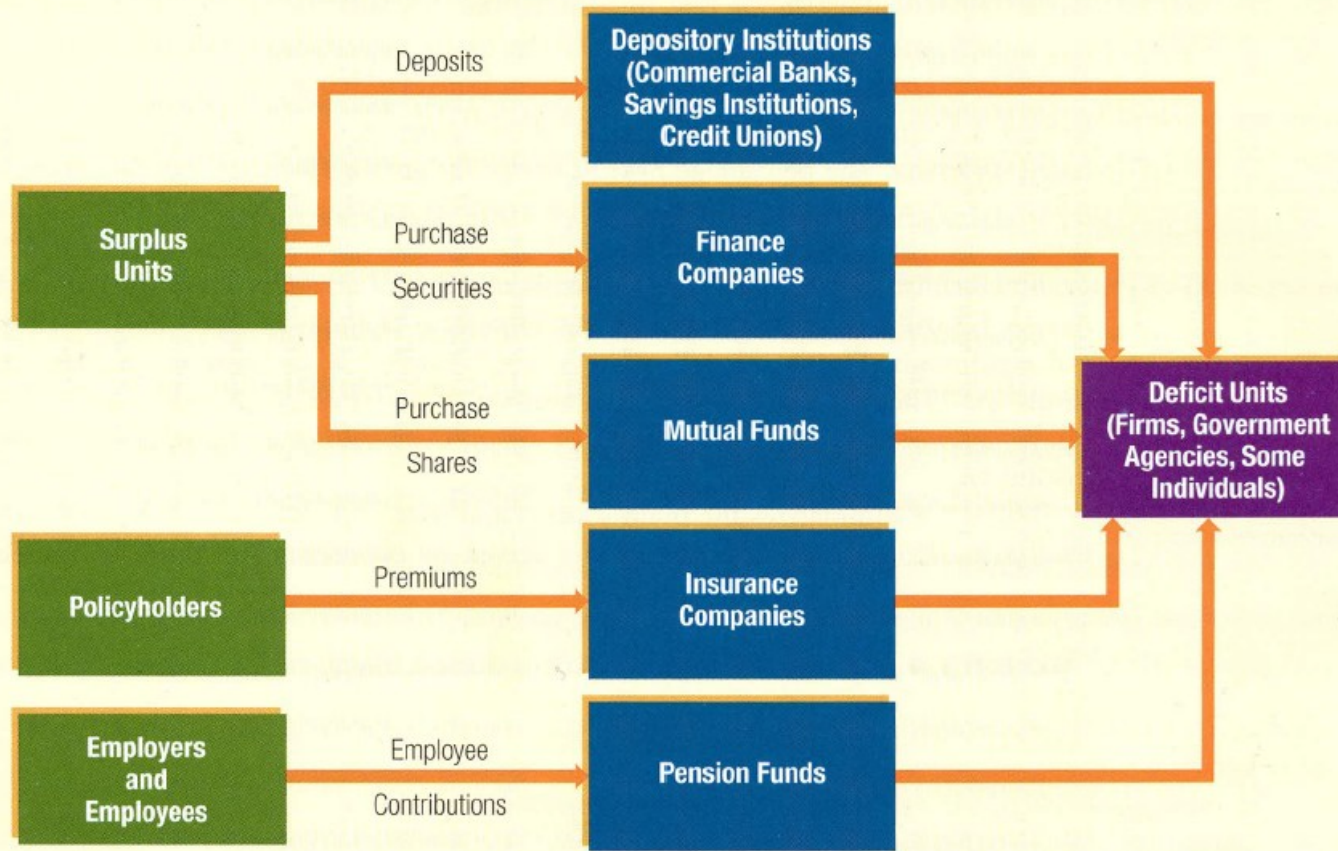 Deposits
Depository Institutions
(Commercial Banks,
Savings Institutions,
Credit Unions)
Surplus
Units
Purchase
Securities
Finance
Companies
Purchase
Shares
Mutual Funds
Deficit Units
(Firms, Government
Agencies, Some
Individuals)
Policyholders
Premiums
Insurance
Companies
Employers
and
Employees
Employee
Contributions
Pension Funds